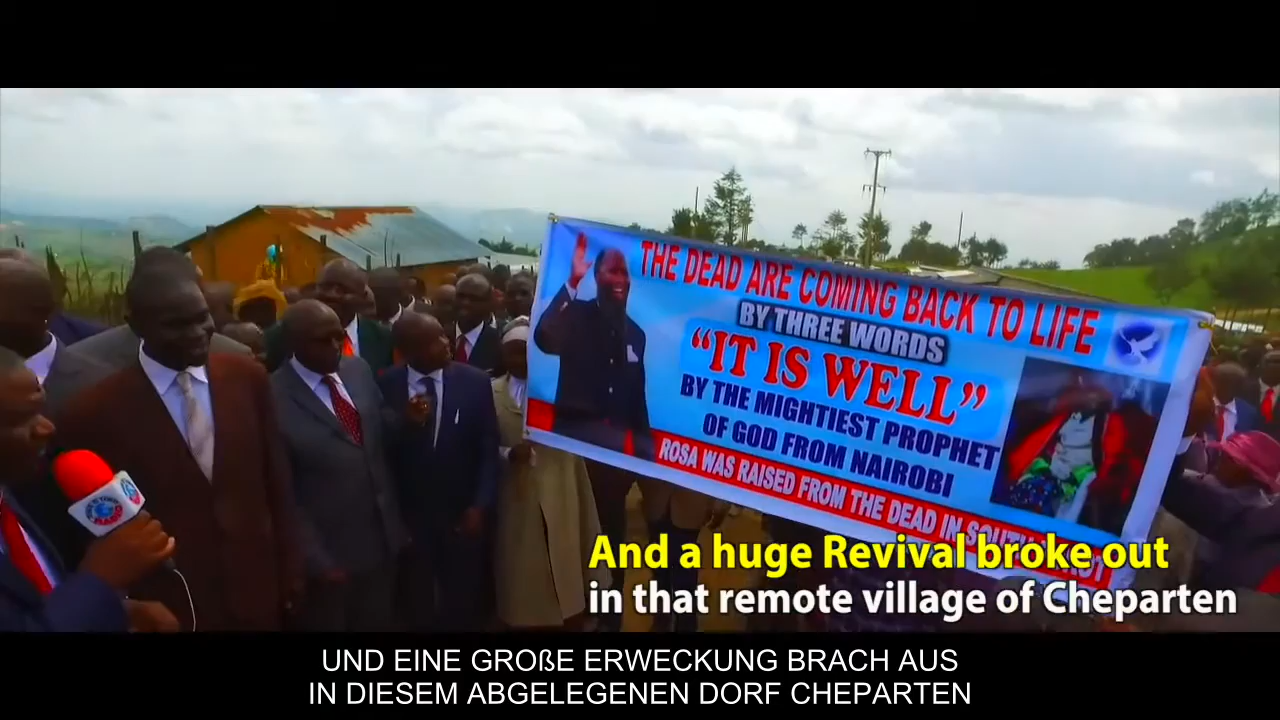 THE DEAD ARE COMING BACK TO LIFE
BY THREE WORDS
“IT IS WELL”
BY THE MIGHTIEST PROPHET
OF GOD FROM NAIROBI
ROSA WAS RAISED FROM THE DEAD IN SOUTH
RADIO
And a huge Revival broke out
in that remote village of Cheparten
UND EINE GROßE ERWECKUNG BRACH AUS
IN DIESEM ABGELEGENEN DORF CHEPARTEN